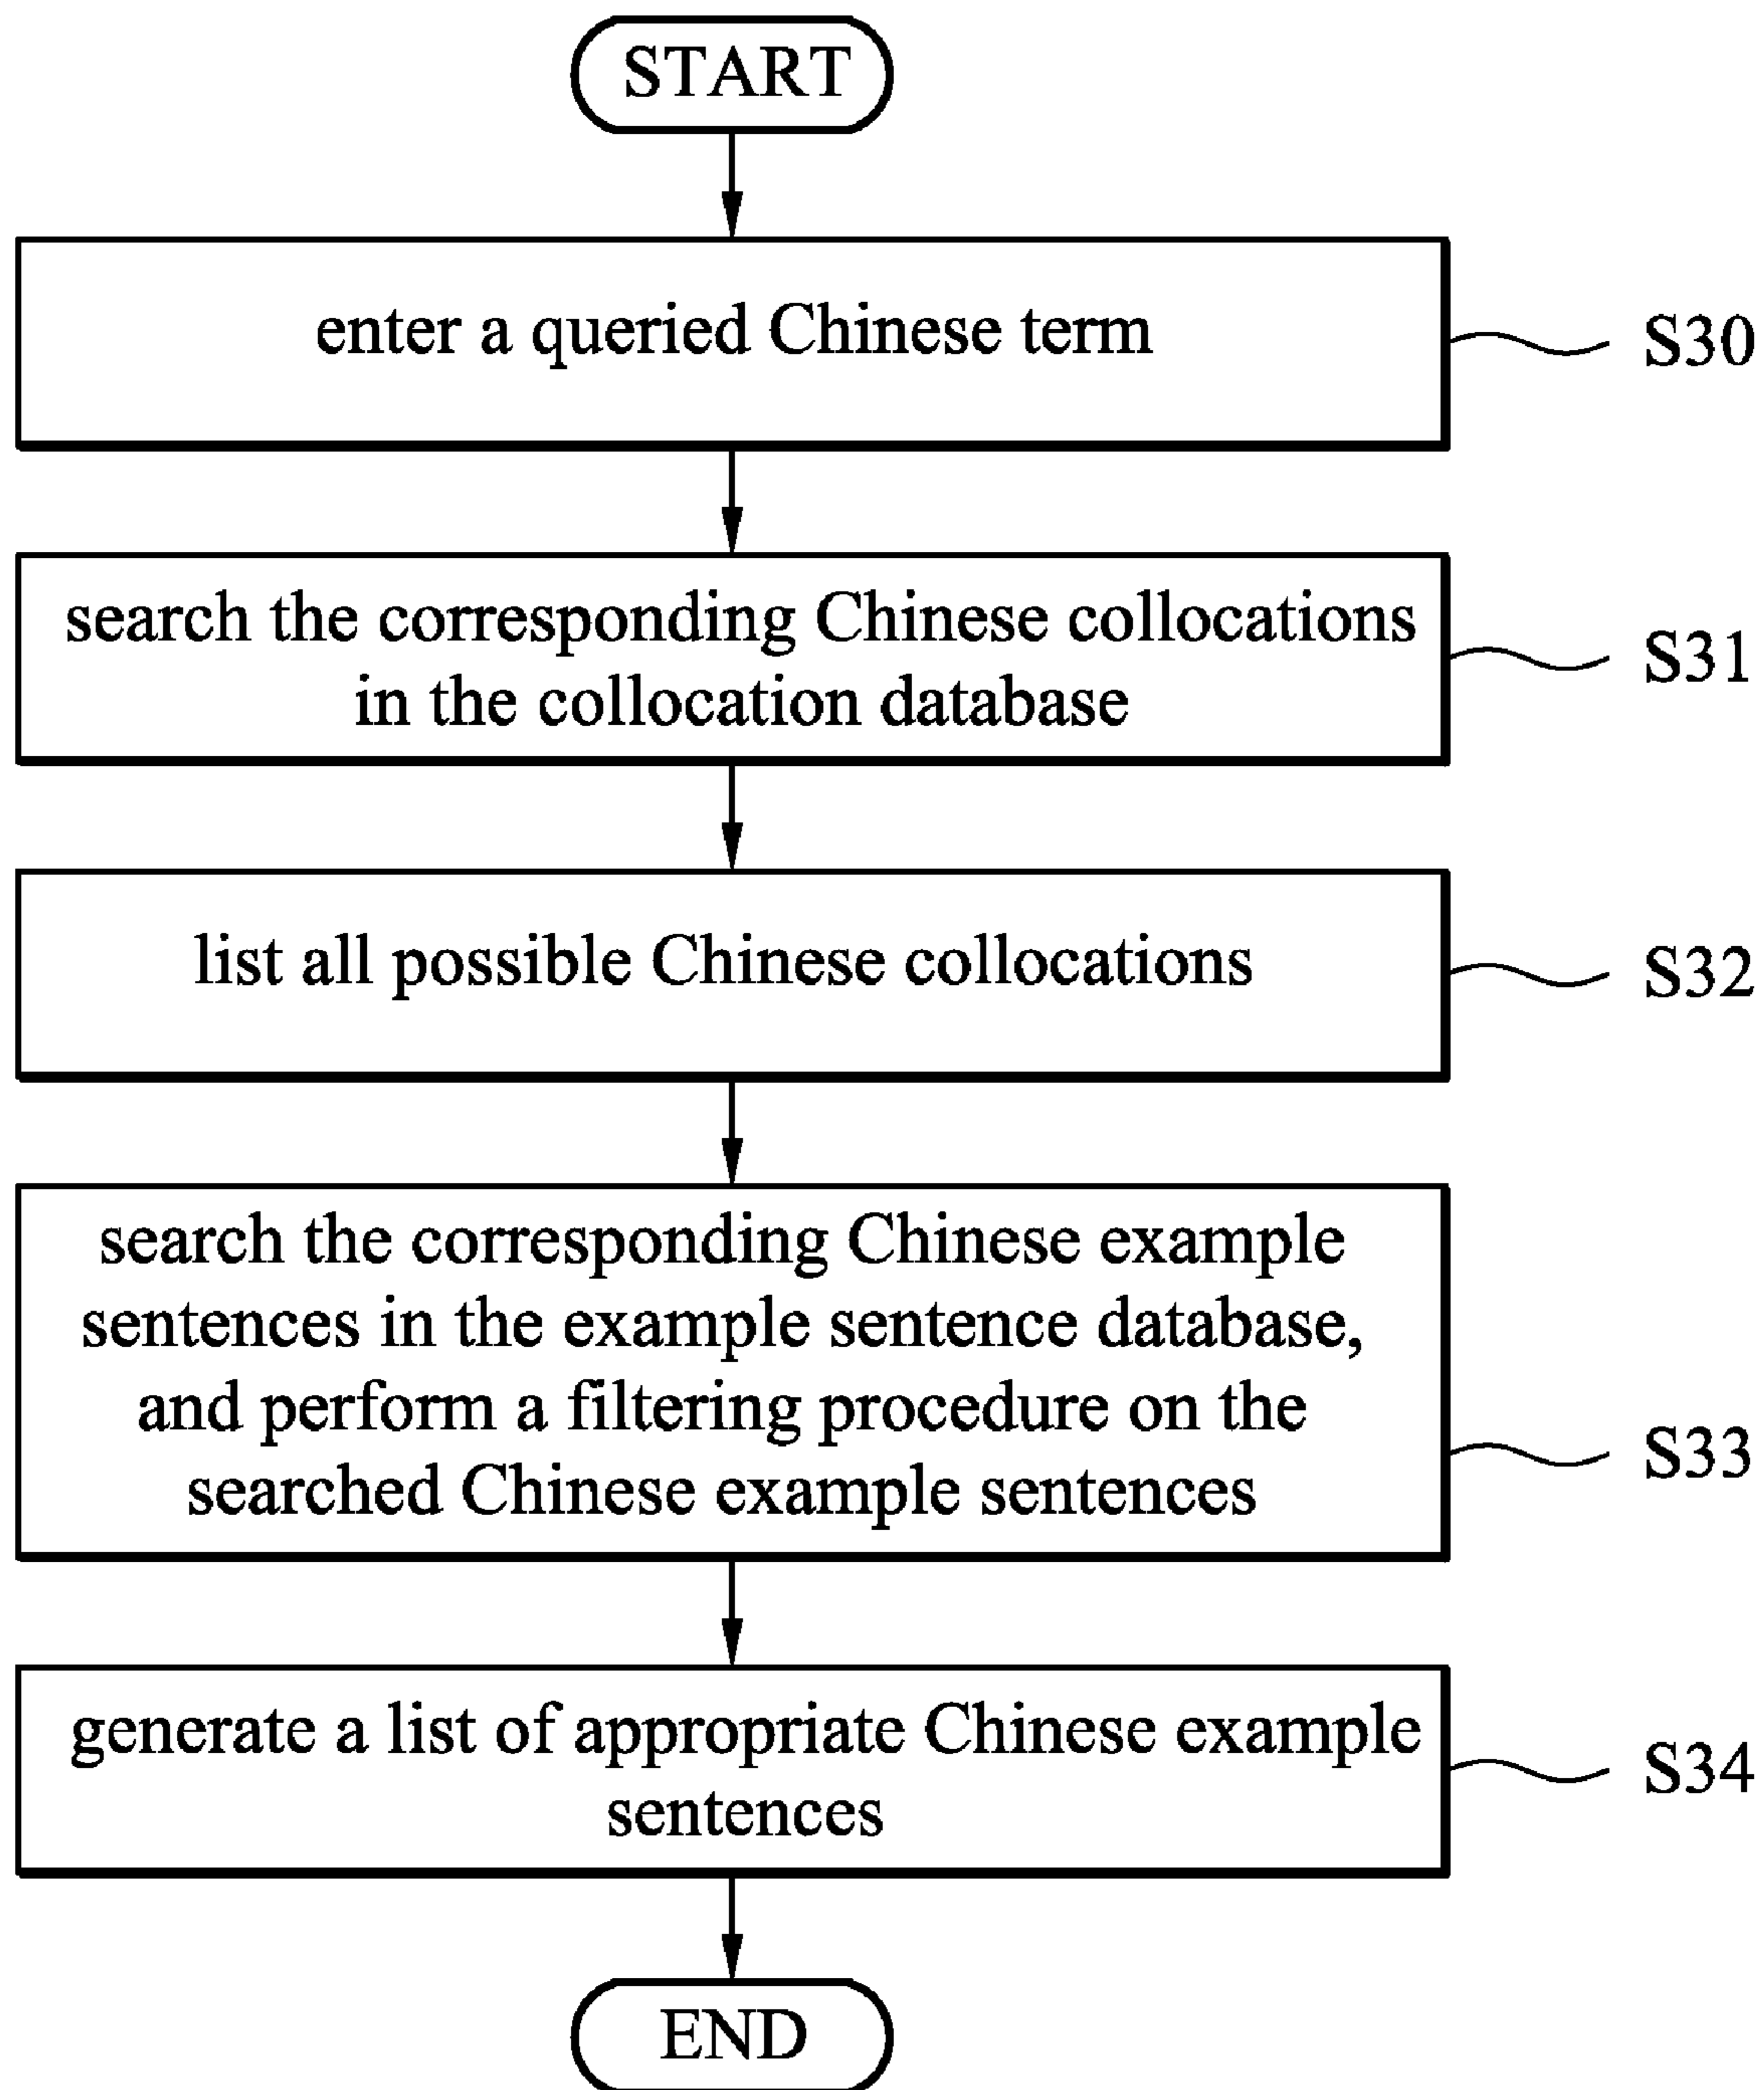 START
enter a queried Chinese term
S30
search the corresponding Chinese collocations
in the collocation database
S31
list all possible Chinese collocations
S32
search the corresponding Chinese example
sentences in the example sentence database,
and perform a filtering procedure on the
searched Chinese example sentences
S33
generate a list of appropriate Chinese example
sentences
S34
END